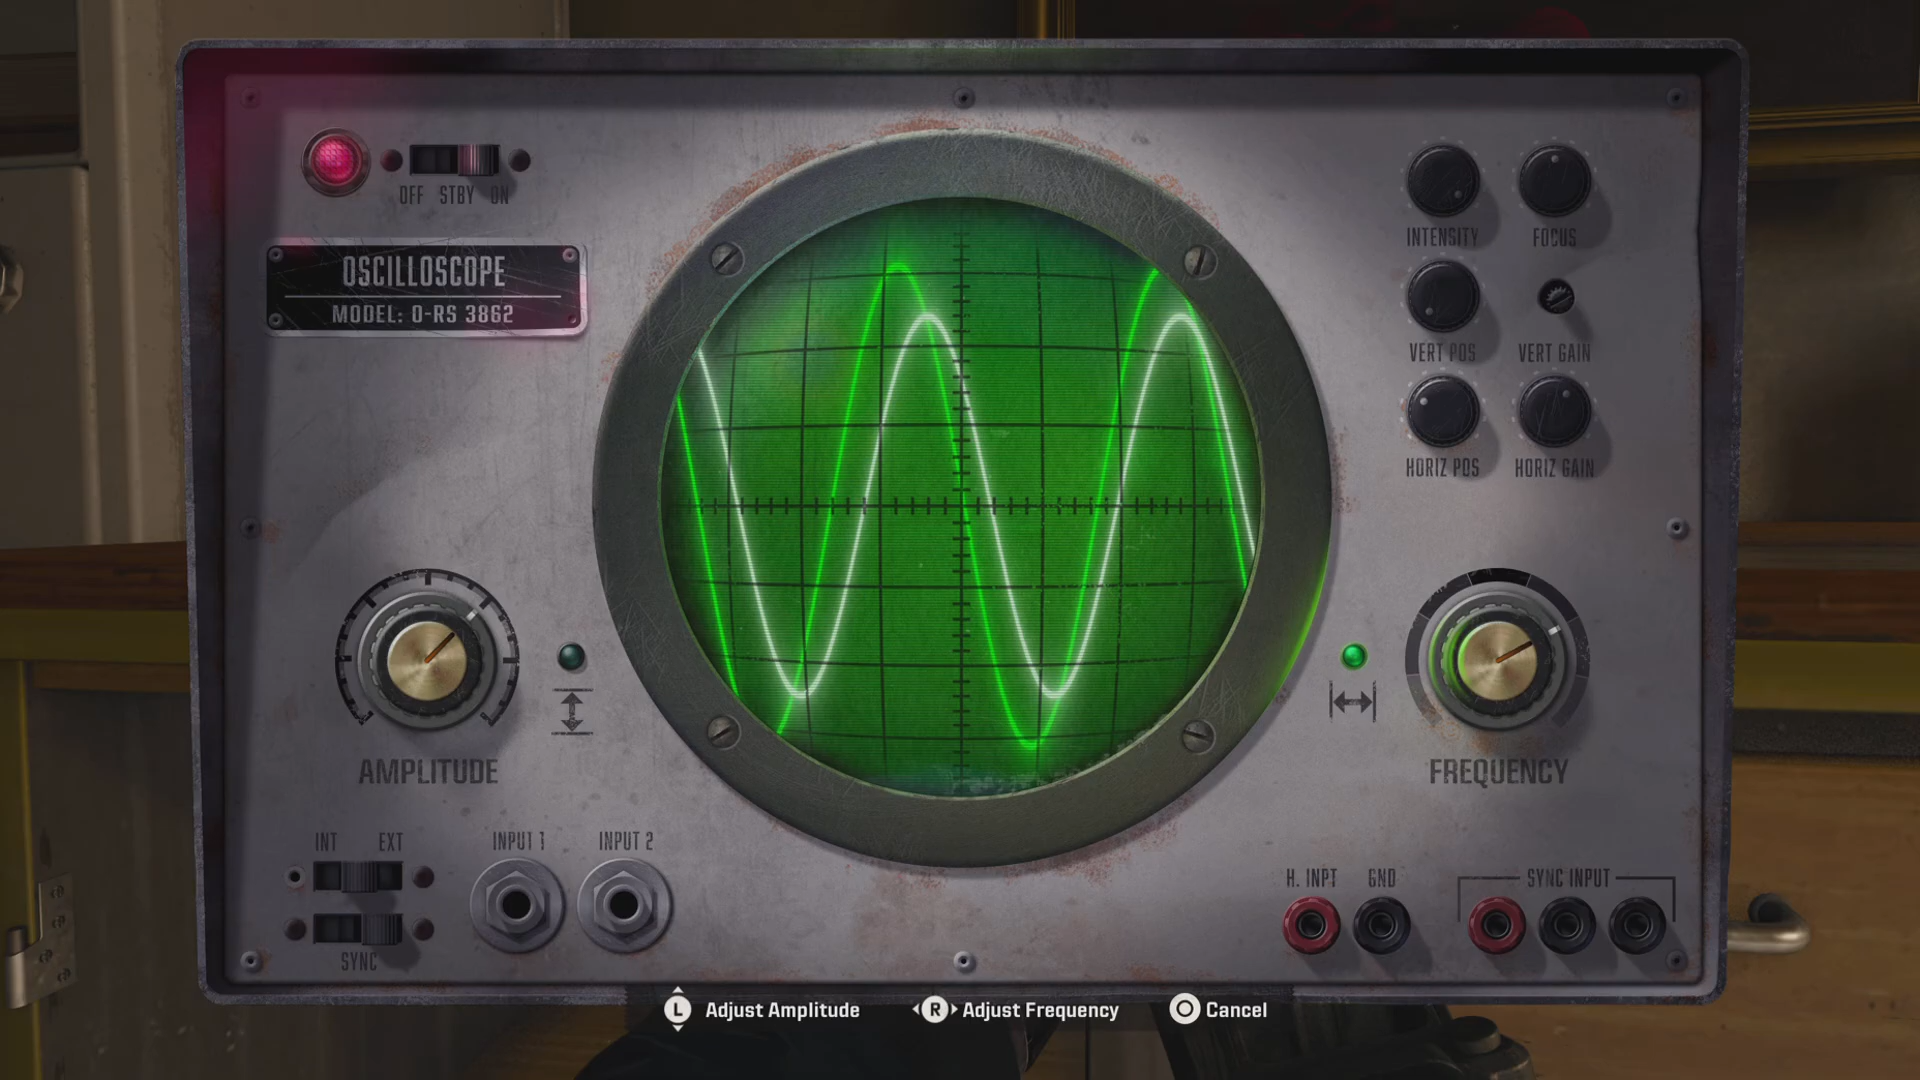 OFF STBY ON
OSCILLOSCOPE
MODEL: O-RS 3862
INTENSITY FOCUS
VERT POS VERT GAIN
HORIZ POS HORIZ GAIN
AMPLITUDE
FREQUENCY
INT EXT
SYNC
INPUT 1 INPUT 2
H. INPT GND
SYNC INPUT
L Adjust Amplitude R Adjust Frequency Cancel